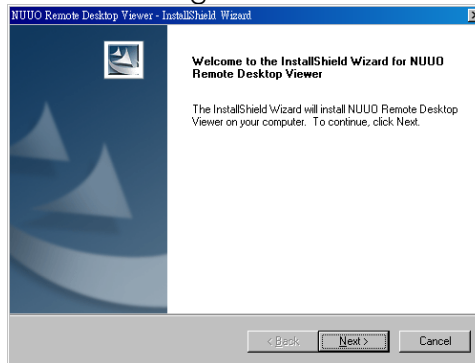 NUUO Remote Desktop Viewer - InstallShield Wizard
Welcome to the InstallShield Wizard for NUUO
Remote Desktop Viewer
The InstallShield Wizard will install NUUO Remote Desktop
Viewer on your computer. To continue, click Next.
< Back Next > Cancel